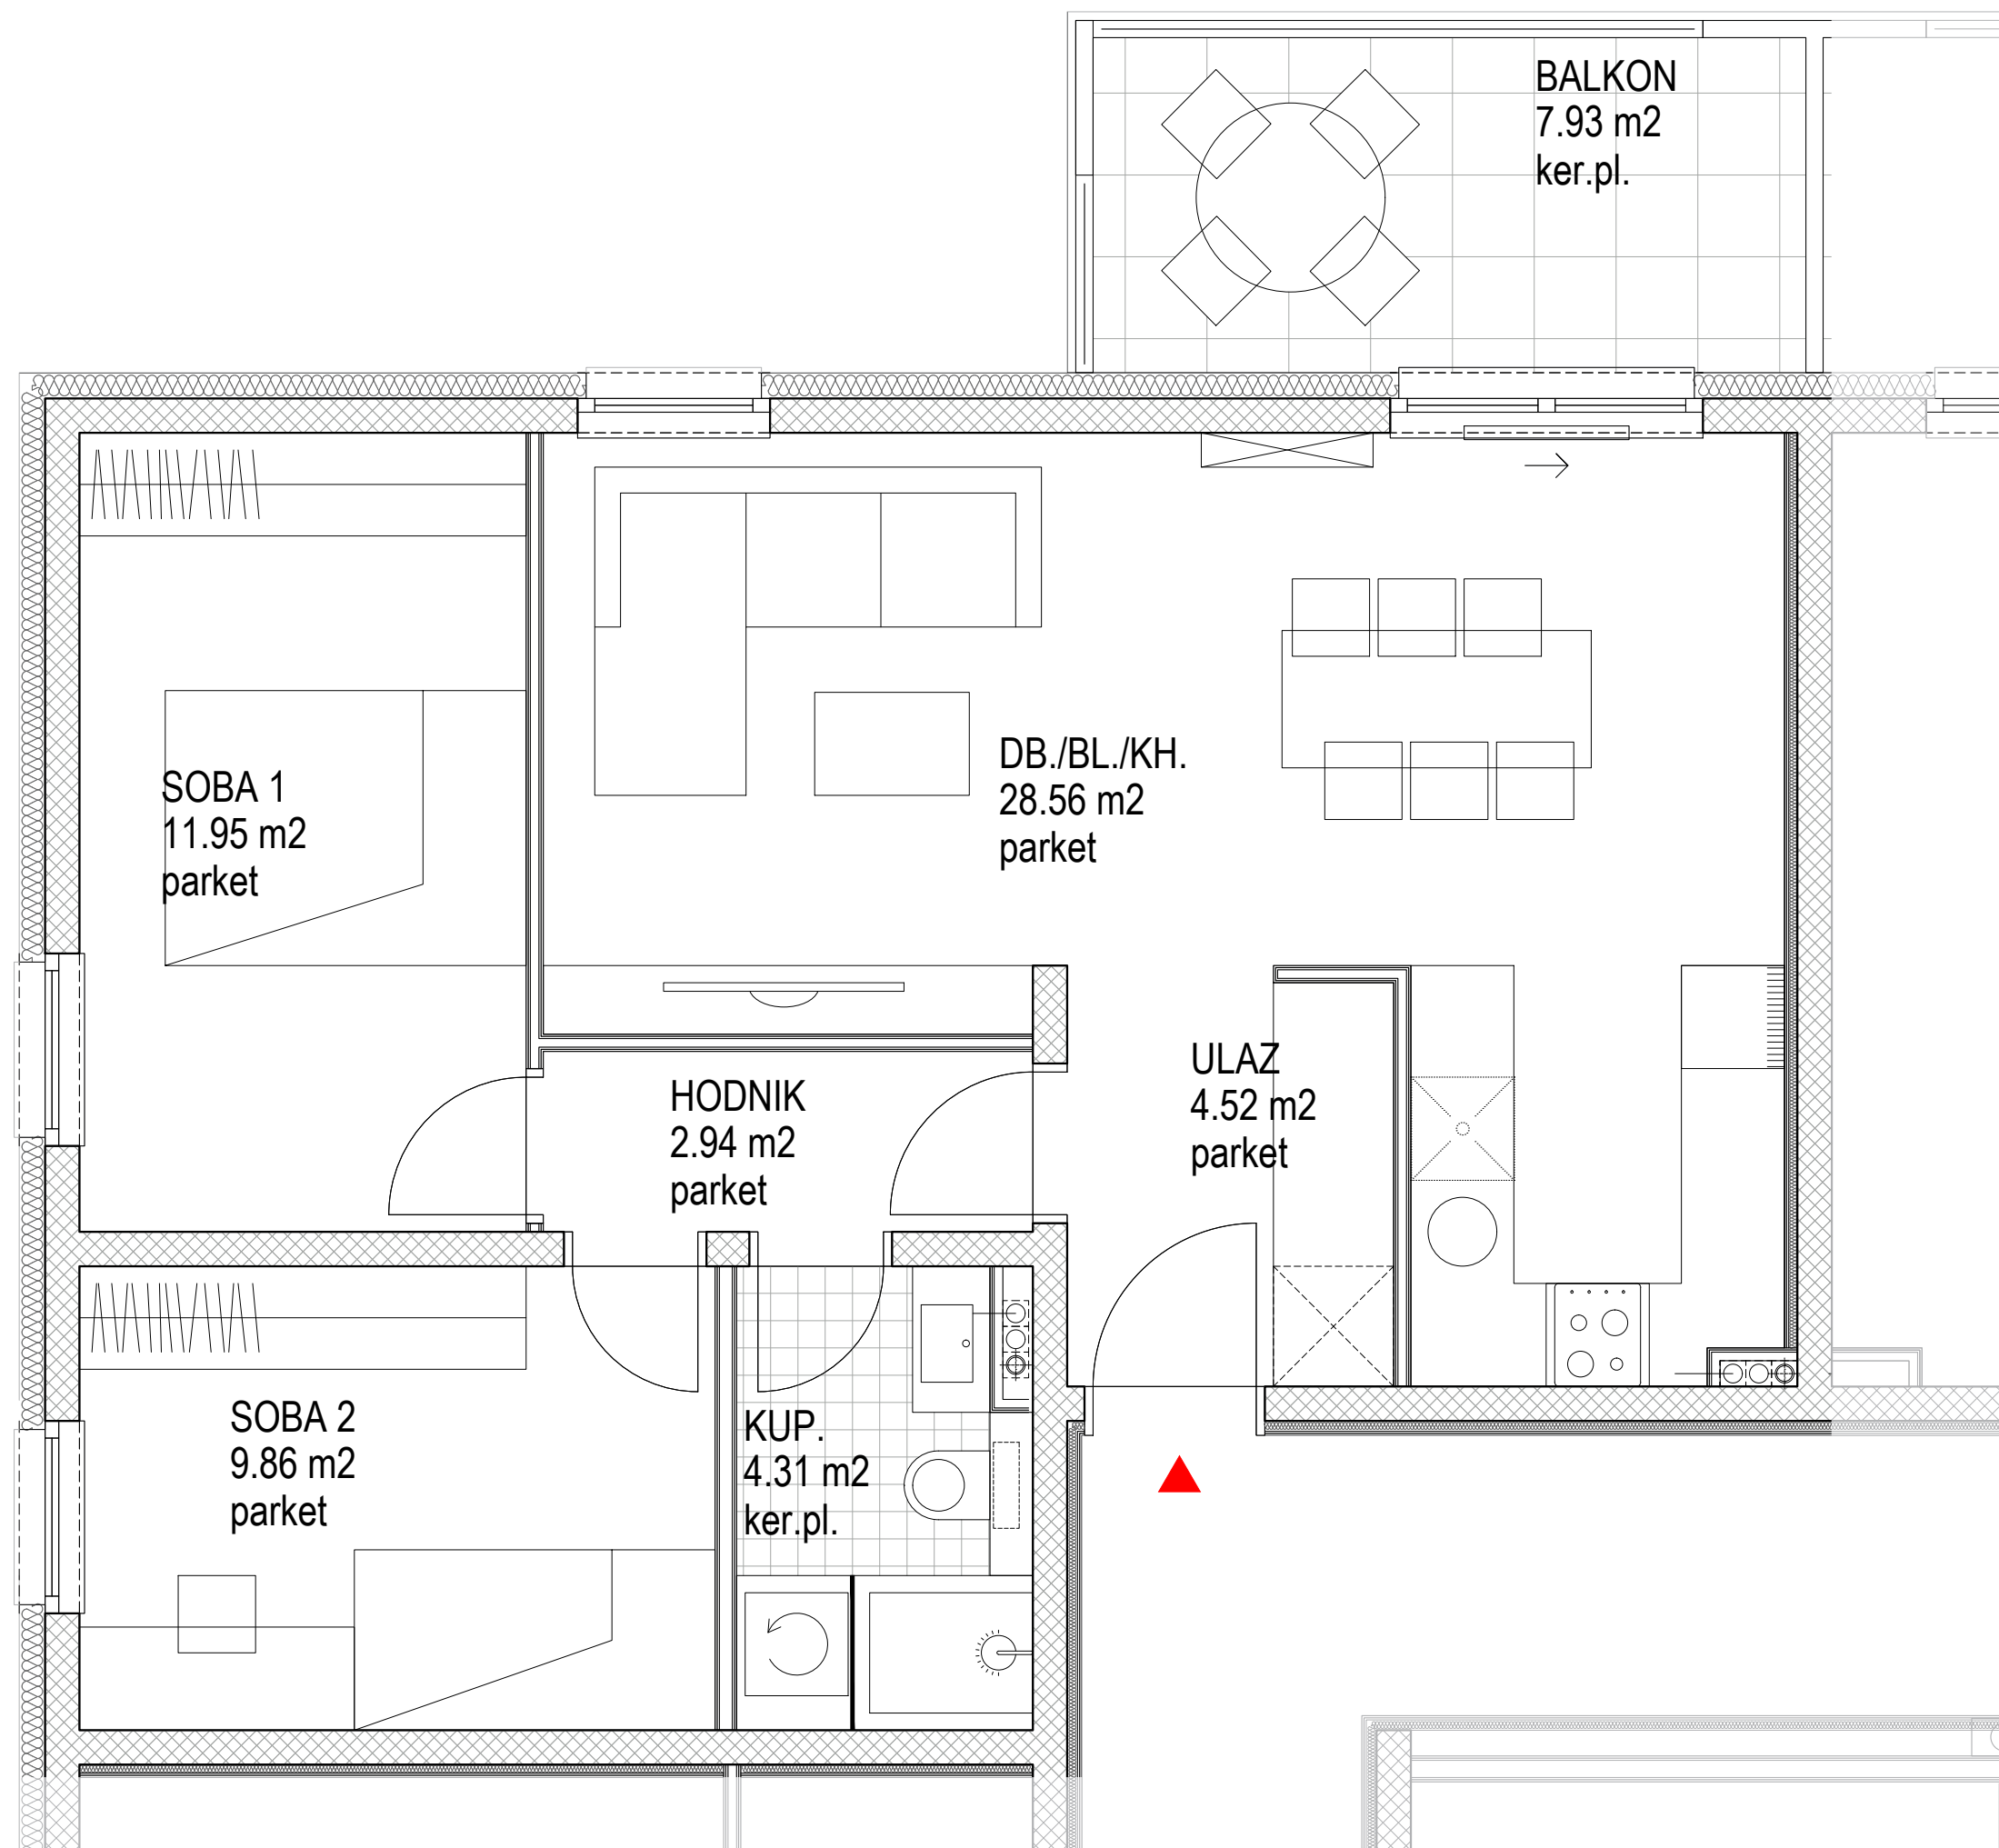 BALKON
7.93 m2
ker.pl.
SOBA 1
11.95 m2
parket
DB./BL./KH.
28.56 m2
parket
HODNIK
2.94 m2
parket
ULAZ
4.52 m2
parket
SOBA 2
9.86 m2
parket
KUP.
4.31 m2
ker.pl.